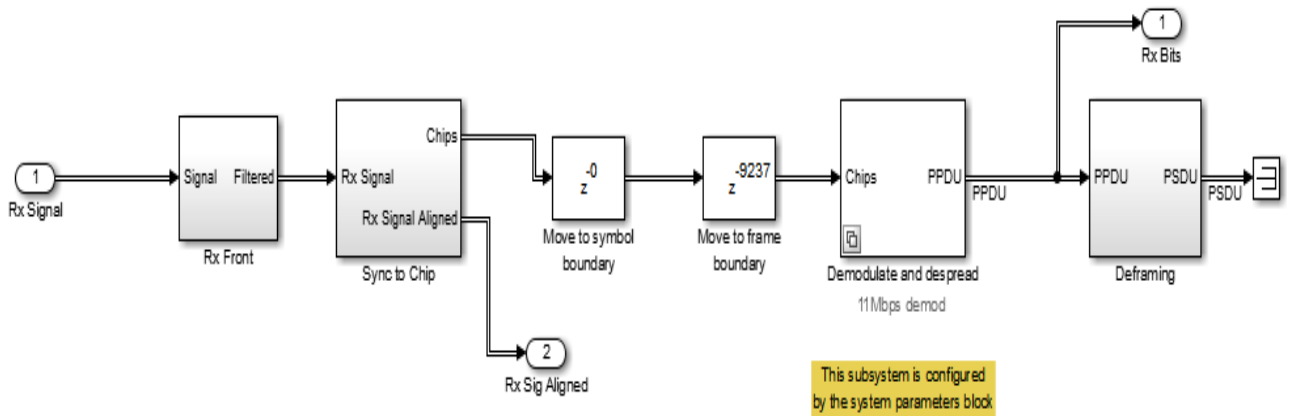 1
Rx Bits
1
Rx Signal
Signal Filtered
Rx Front
Chips
Rx Signal
Rx Signal Aligned
Sync to Chip
-0
z
Move to symbol
boundary
-9237
z
Move to frame
boundary
Chips PPDU
Demodulate and despread
11Mbps demod
PPDU
PPDU PSDU
Deframing
PSDU
2
Rx Sig Aligned
This subsystem is configured
by the system parameters block